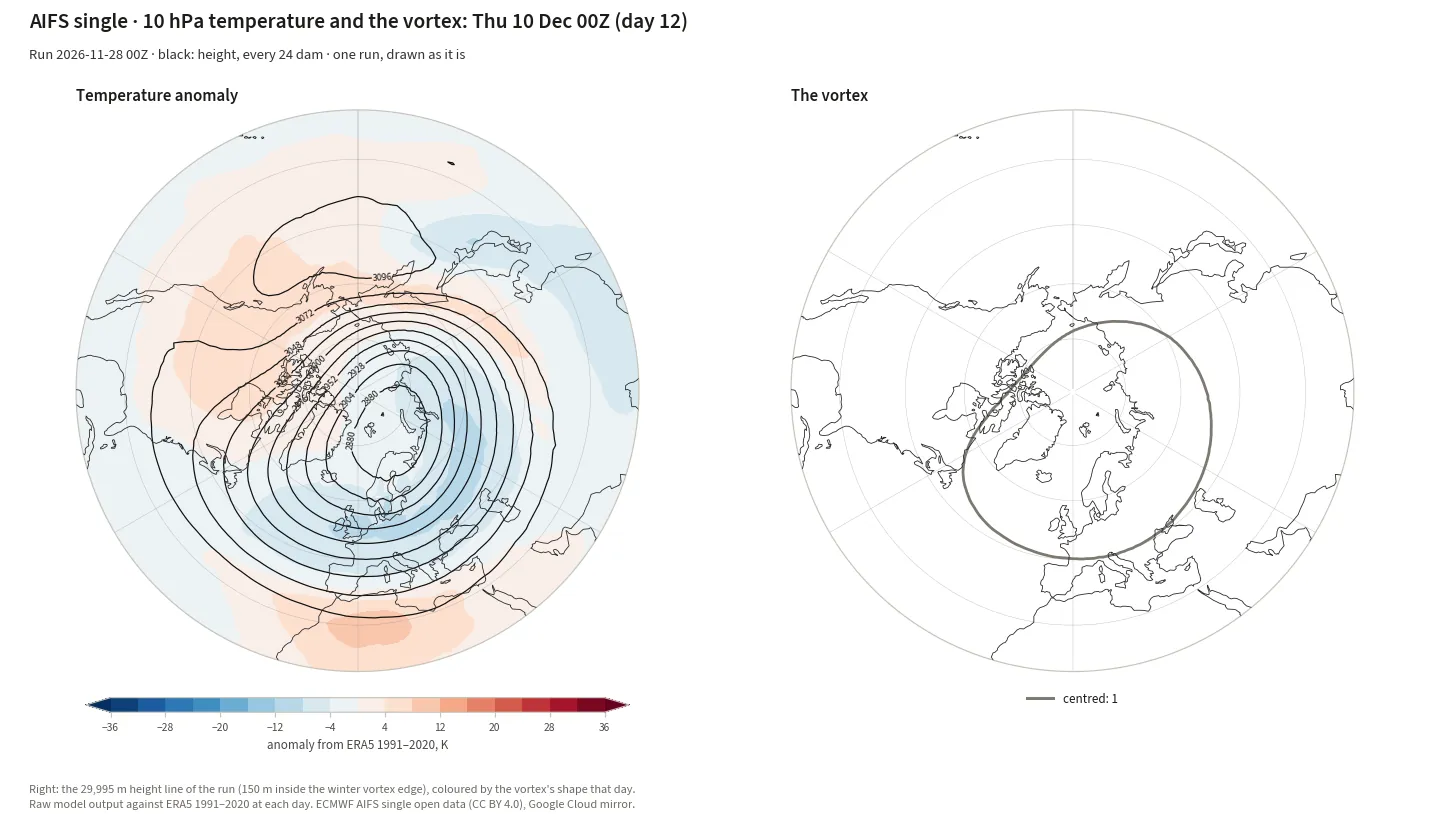 AIFS single · 10 hPa temperature and the vortex: Thu 10 Dec 00Z (day 12)
Run 2026-11-28 00Z · black: height, every 24 dam · one run, drawn as it is
Temperature anomaly
The vortex
3096
3072
3048
2952
2928
2904
2880
2880
−36 −28 −20 −12 −4 4 12 20 28 36
anomaly from ERA5 1991–2020, K
centred: 1
Right: the 29,995 m height line of the run (150 m inside the winter vortex edge), coloured by the vortex's shape that day.
Raw model output against ERA5 1991–2020 at each day. ECMWF AIFS single open data (CC BY 4.0), Google Cloud mirror.